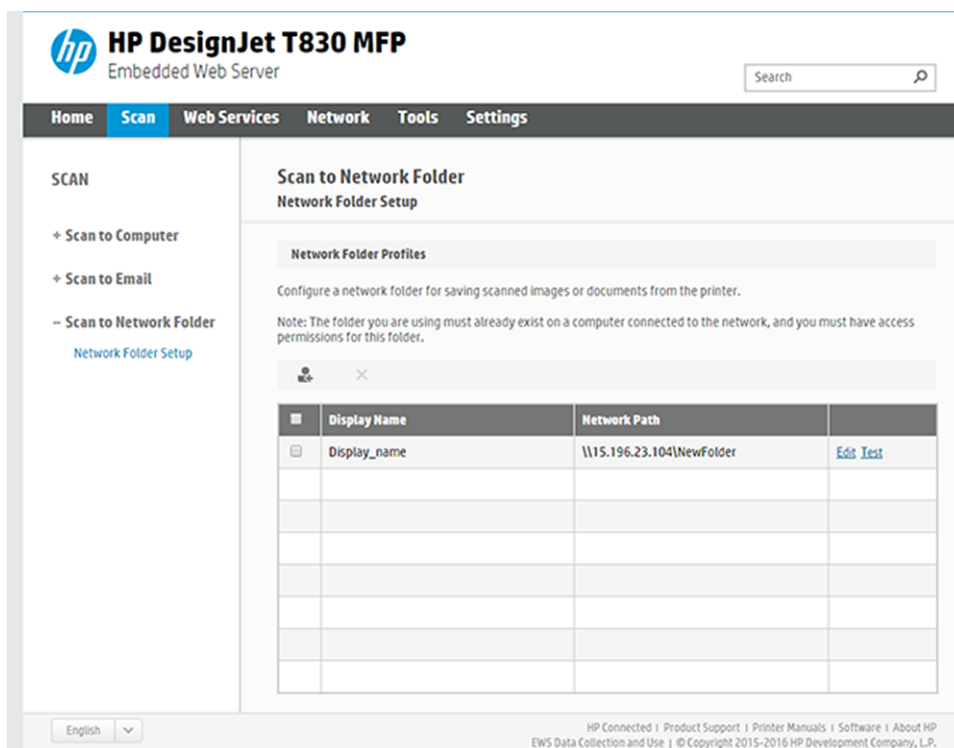 hp
HP DesignJet T830 MFP
Embedded Web Server
Search
Home Scan Web Services Network Tools Settings
SCAN
+ Scan to Computer
+ Scan to Email
– Scan to Network Folder
Network Folder Setup
Scan to Network Folder
Network Folder Setup
Network Folder Profiles
Configure a network folder for saving scanned images or documents from the printer.
Note: The folder you are using must already exist on a computer connected to the network, and you must have access
permissions for this folder.
Display Name Network Path
Display_name \\15.196.23.104\NewFolder Edit Test
English
HP Connected | Product Support | Printer Manuals | Software | About HP
EWS Data Collection and Use | © Copyright 2015-2016 HP Development Company, L.P.